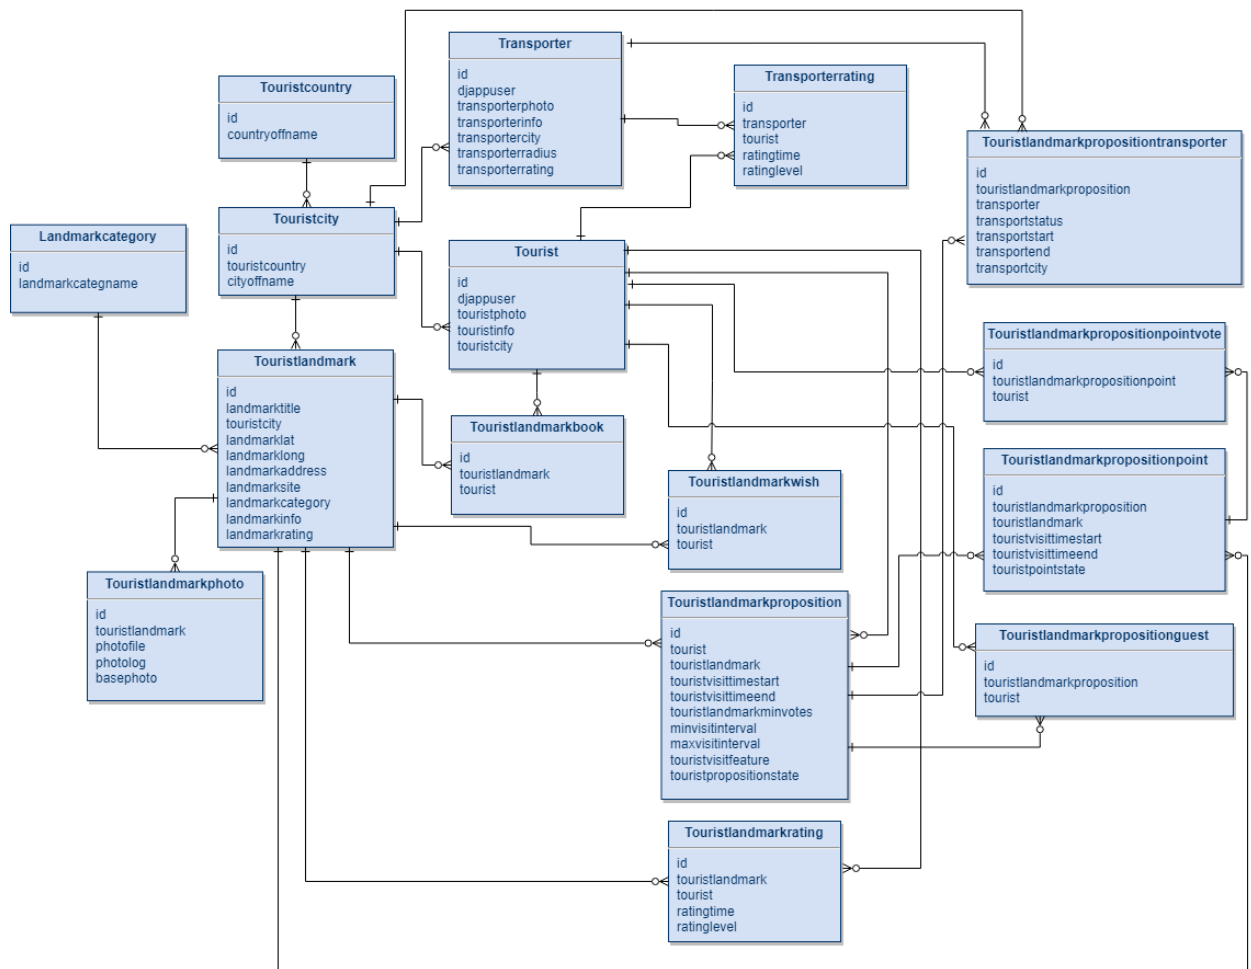 Transporter
id
djappuser
transporterphoto
transporterinfo
transportercity
transporterradius
transporterrating
Transporterrating
id
transporter
tourist
ratingtime
ratinglevel
Touristcountry
id
countryoffname
Touristlandmarkpropositiontransporter
id
touristlandmarkproposition
transporter
transportstatus
transportstart
transportend
transportcity
Touristcity
id
touristcountry
cityoffname
Landmarkcategory
id
landmarkcategname
Tourist
id
djappuser
touristphoto
touristinfo
touristcity
Touristlandmarkpropositionpointvote
id
touristlandmarkpropositionpoint
tourist
Touristlandmark
id
landmarktitle
touristcity
landmarklat
landmarklong
landmarkaddress
landmarksite
landmarkcategory
landmarkinfo
landmarkrating
Touristlandmarkbook
id
touristlandmark
tourist
Touristlandmarkpropositionpoint
id
touristlandmarkproposition
touristlandmark
touristvisittimestart
touristvisittimeend
touristpointstate
Touristlandmarkwish
id
touristlandmark
tourist
Touristlandmarkphoto
id
touristlandmark
photofile
photolog
basephoto
Touristlandmarkproposition
id
tourist
touristlandmark
touristvisittimestart
touristvisittimeend
touristlandmarkminvotes
minvisitinterval
maxvisitinterval
touristvisitfeature
touristpropositionstate
Touristlandmarkpropositionguest
id
touristlandmarkproposition
tourist
Touristlandmarkrating
id
touristlandmark
tourist
ratingtime
ratinglevel